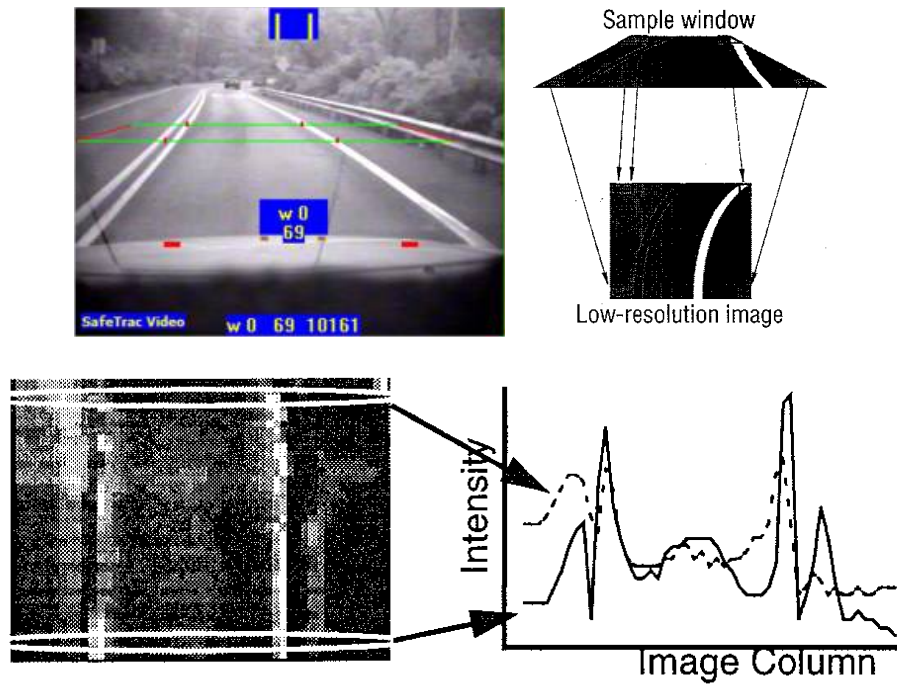 w 0
69
SafeTrac Video
w 0 69 10161
Sample window
Low-resolution image
Intensity
Image Column